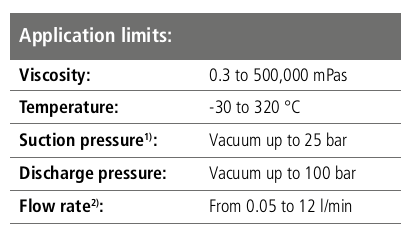 Application limits:
Viscosity: 0.3 to 500,000 mPas
Temperature: -30 to 320 °C
Suction pressure¹⁾: Vacuum up to 25 bar
Discharge pressure: Vacuum up to 100 bar
Flow rate²⁾: From 0.05 to 12 l/min